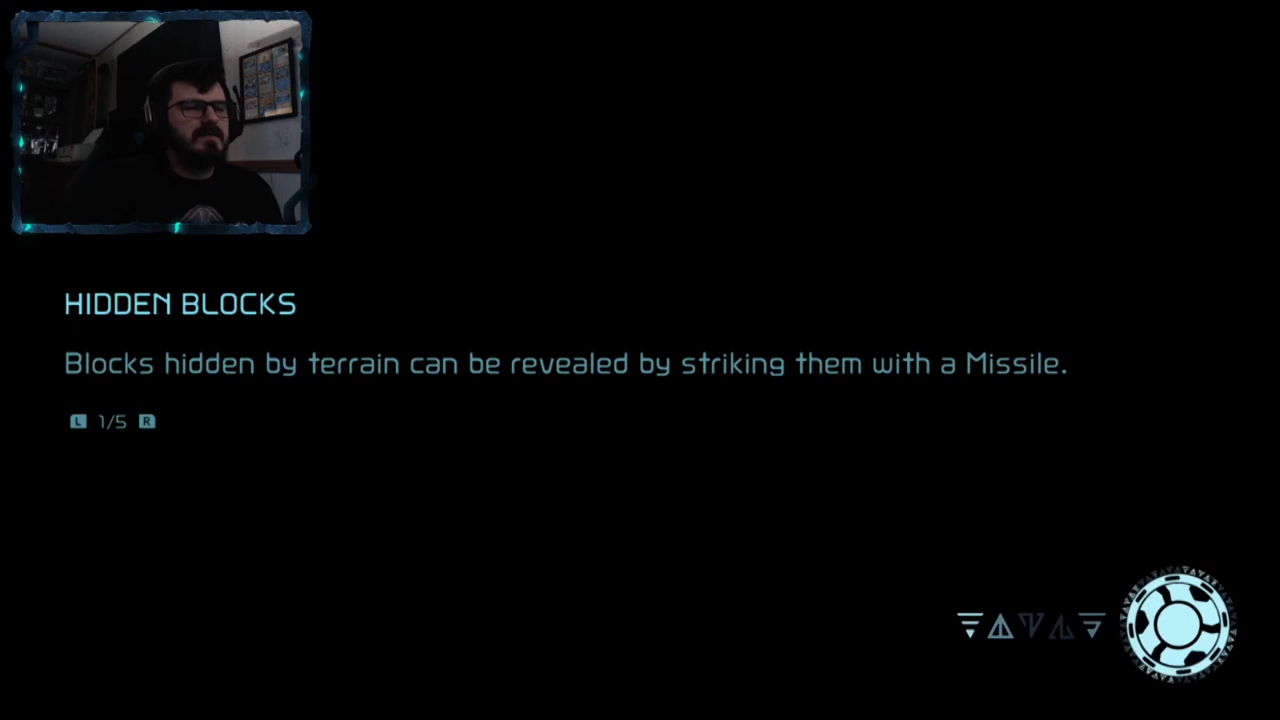 HIDDEN BLOCKS
Blocks hidden by terrain can be revealed by striking them with a Missile.
L 1/5 R